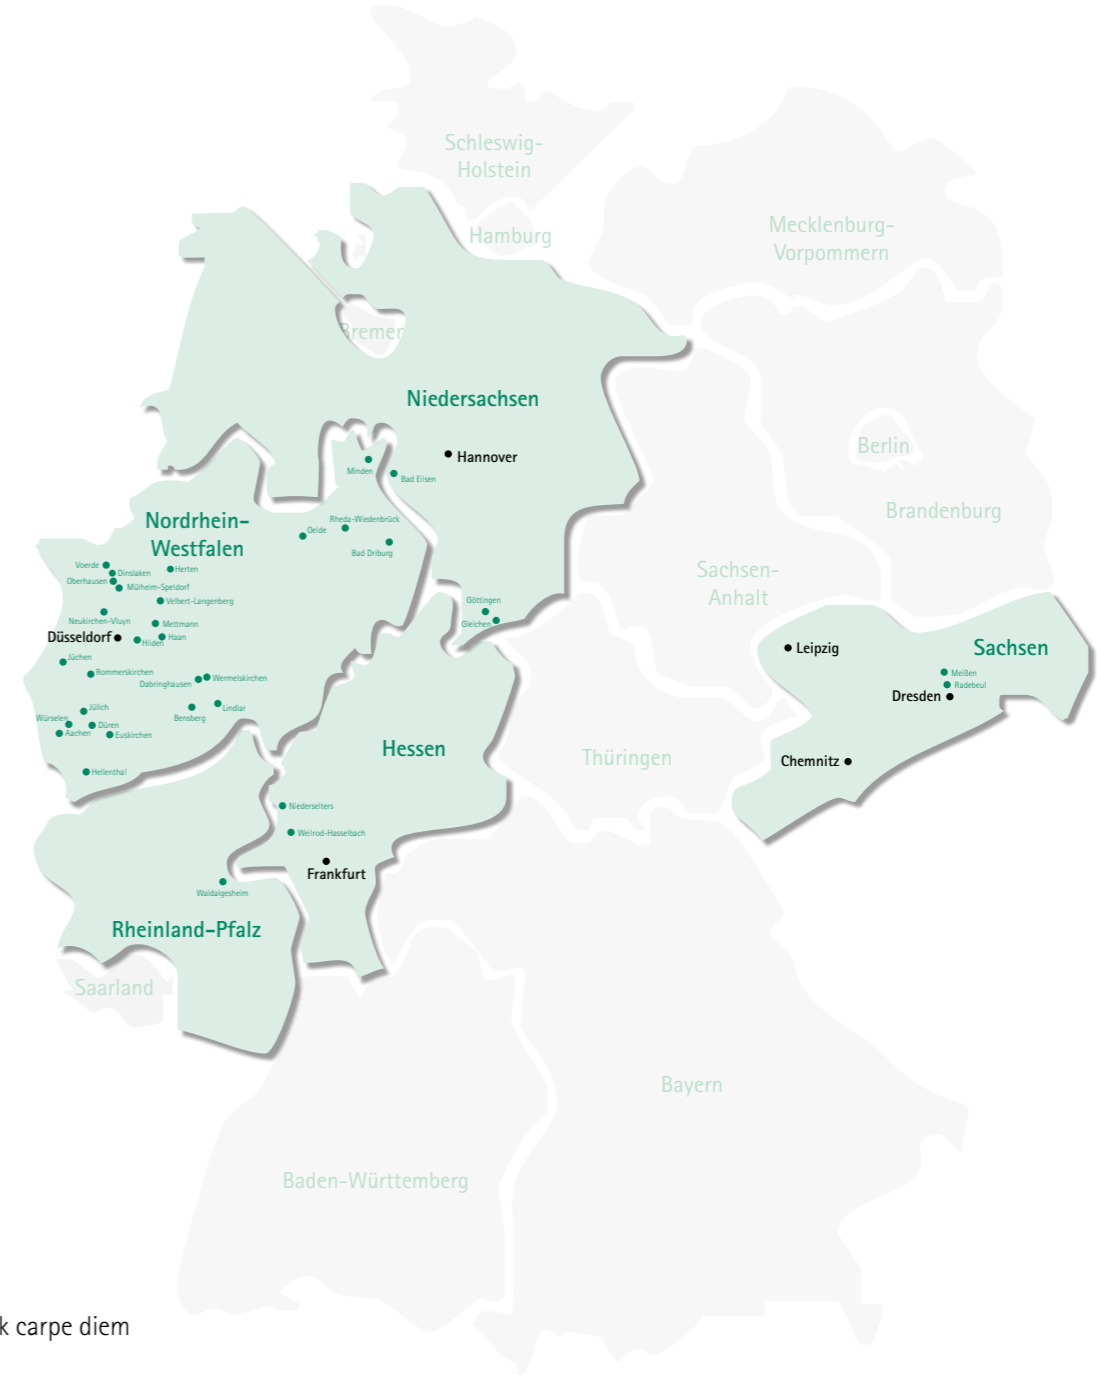 Schleswig-
Holstein
Hamburg
Mecklenburg-
Vorpommern
Bremen
Niedersachsen
Hannover
Berlin
Brandenburg
Minden
Bad Eilsen
Nordrhein-
Westfalen
Rheda-Wiedenbrück
Oelde
Bad Driburg
Voerde
Dinslaken
Herten
Oberhausen
Mülheim-Speldorf
Velbert-Langenberg
Neukirchen-Vluyn
Mettmann
Düsseldorf
Hilden
Haan
Jüchen
Rommerskirchen
Dabringhausen
Wermelskirchen
Jülich
Bensberg
Lindlar
Würselen
Düren
Aachen
Euskirchen
Hellenthal
Göttingen
Gleichen
Sachsen-
Anhalt
Leipzig
Sachsen
Meißen
Radebeul
Dresden
Chemnitz
Hessen
Thüringen
Niederselters
Weilrod-Hasselbach
Frankfurt
Waldalgesheim
Rheinland-Pfalz
Saarland
Bayern
Baden-Württemberg
k carpe diem